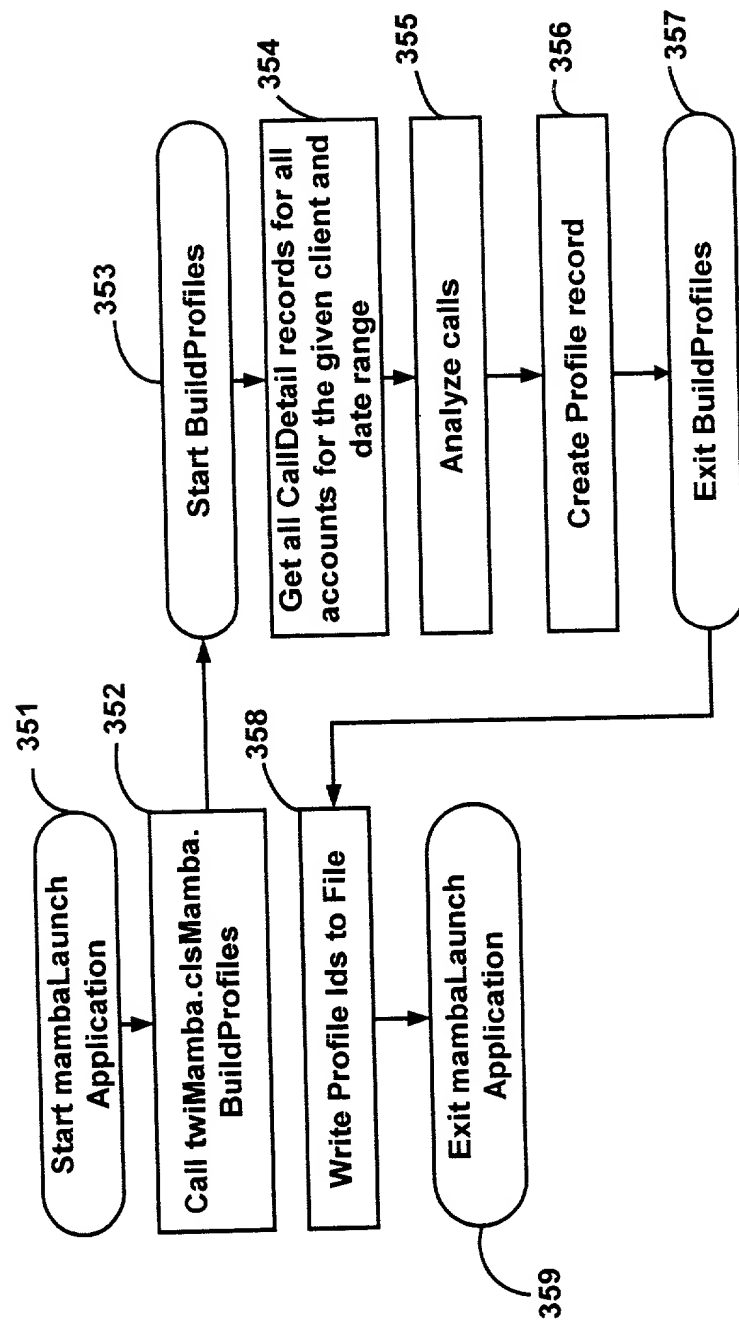 351
Start mambaLaunch
Application
352
Call twiMamba.clsMamba.
BuildProfiles
353
Start BuildProfiles
354
Get all CallDetail records for all
accounts for the given client and
date range
355
Analyze calls
356
Create Profile record
357
Exit BuildProfiles
358
Write Profile Ids to File
Exit mambaLaunch
Application
359